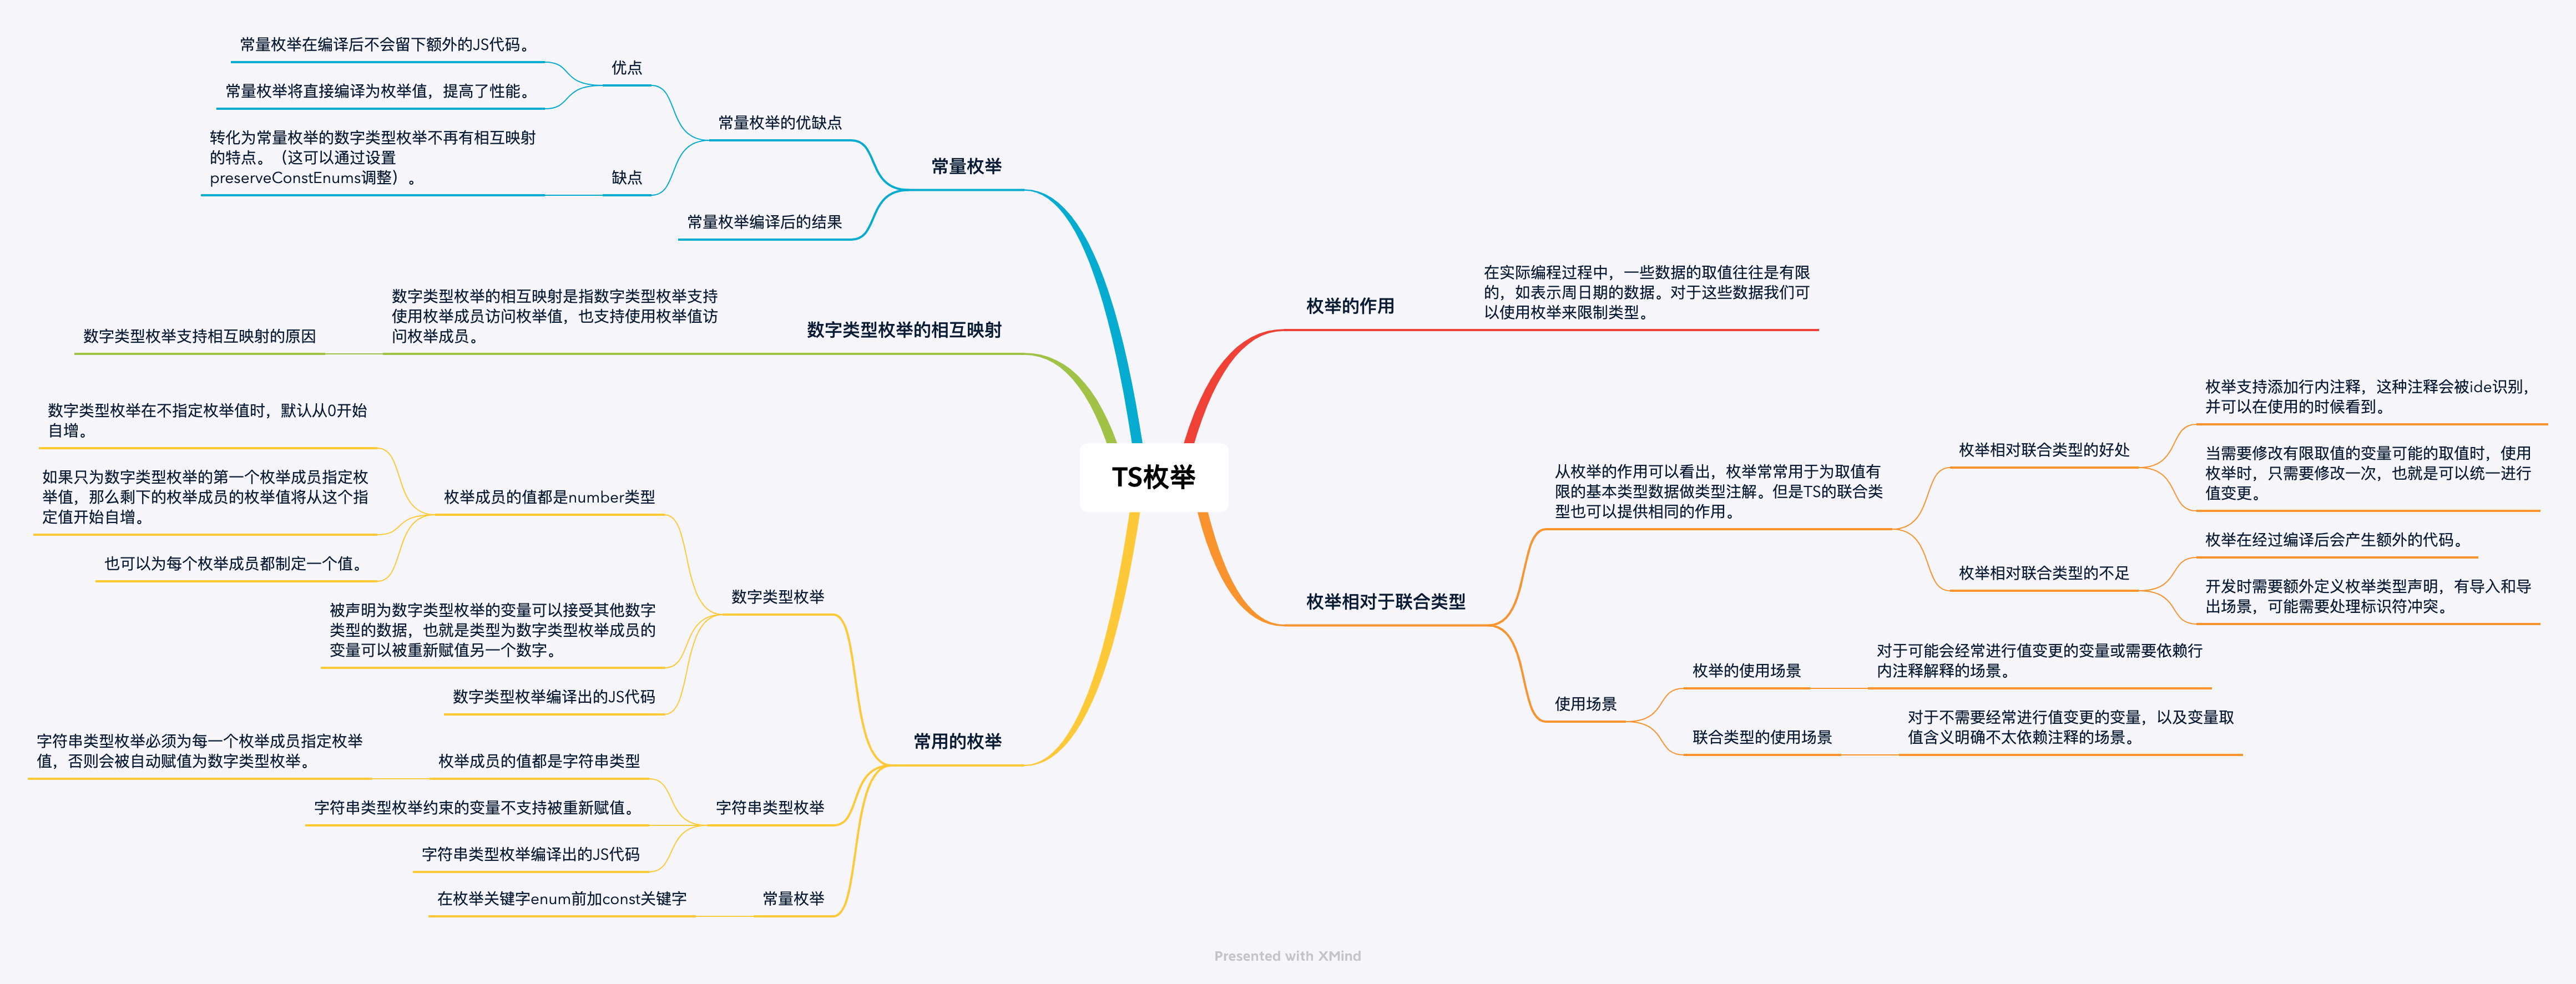 TS枚举
枚举的作用
在实际编程过程中，一些数据的取值往往是有限
的，如表示周日期的数据。对于这些数据我们可
以使用枚举来限制类型。
枚举相对于联合类型
从枚举的作用可以看出，枚举常常用于为取值有
限的基本类型数据做类型注解。但是TS的联合类
型也可以提供相同的作用。
枚举相对联合类型的好处
枚举支持添加行内注释，这种注释会被ide识别，
并可以在使用的时候看到。
当需要修改有限取值的变量可能的取值时，使用
枚举时，只需要修改一次，也就是可以统一进行
值变更。
枚举相对联合类型的不足
枚举在经过编译后会产生额外的代码。
开发时需要额外定义枚举类型声明，有导入和导
出场景，可能需要处理标识符冲突。
使用场景
枚举的使用场景
对于可能会经常进行值变更的变量或需要依赖行
内注释解释的场景。
联合类型的使用场景
对于不需要经常进行值变更的变量，以及变量取
值含义明确不太依赖注释的场景。
常用的枚举
数字类型枚举
枚举成员的值都是number类型
数字类型枚举在不指定枚举值时，默认从0开始
自增。
如果只为数字类型枚举的第一个枚举成员指定枚
举值，那么剩下的枚举成员的枚举值将从这个指
定值开始自增。
也可以为每个枚举成员都制定一个值。
被声明为数字类型枚举的变量可以接受其他数字
类型的数据，也就是类型为数字类型枚举成员的
变量可以被重新赋值另一个数字。
数字类型枚举编译出的JS代码
字符串类型枚举
枚举成员的值都是字符串类型
字符串类型枚举必须为每一个枚举成员指定枚举
值，否则会被自动赋值为数字类型枚举。
字符串类型枚举约束的变量不支持被重新赋值。
字符串类型枚举编译出的JS代码
常量枚举
在枚举关键字enum前加const关键字
数字类型枚举的相互映射
数字类型枚举的相互映射是指数字类型枚举支持
使用枚举成员访问枚举值，也支持使用枚举值访
问枚举成员。
数字类型枚举支持相互映射的原因
常量枚举
常量枚举的优缺点
优点
常量枚举在编译后不会留下额外的JS代码。
常量枚举将直接编译为枚举值，提高了性能。
缺点
转化为常量枚举的数字类型枚举不再有相互映射
的特点。（这可以通过设置
preserveConstEnums调整）。
常量枚举编译后的结果
Presented with XMind